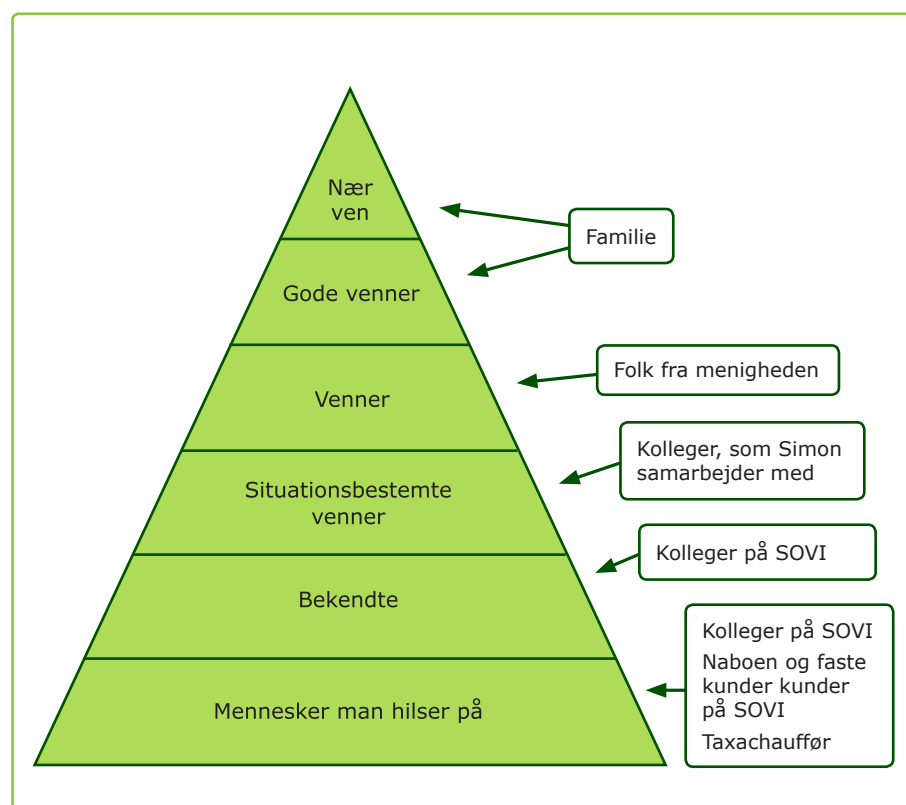 Nær
ven
Familie
Gode venner
Folk fra menigheden
Venner
Kolleger, som Simon
samarbejder med
Situationsbestemte
venner
Kolleger på SOVI
Bekendte
Kolleger på SOVI
Naboen og faste
kunder kunder
på SOVI
Taxachauffør
Mennesker man hilser på